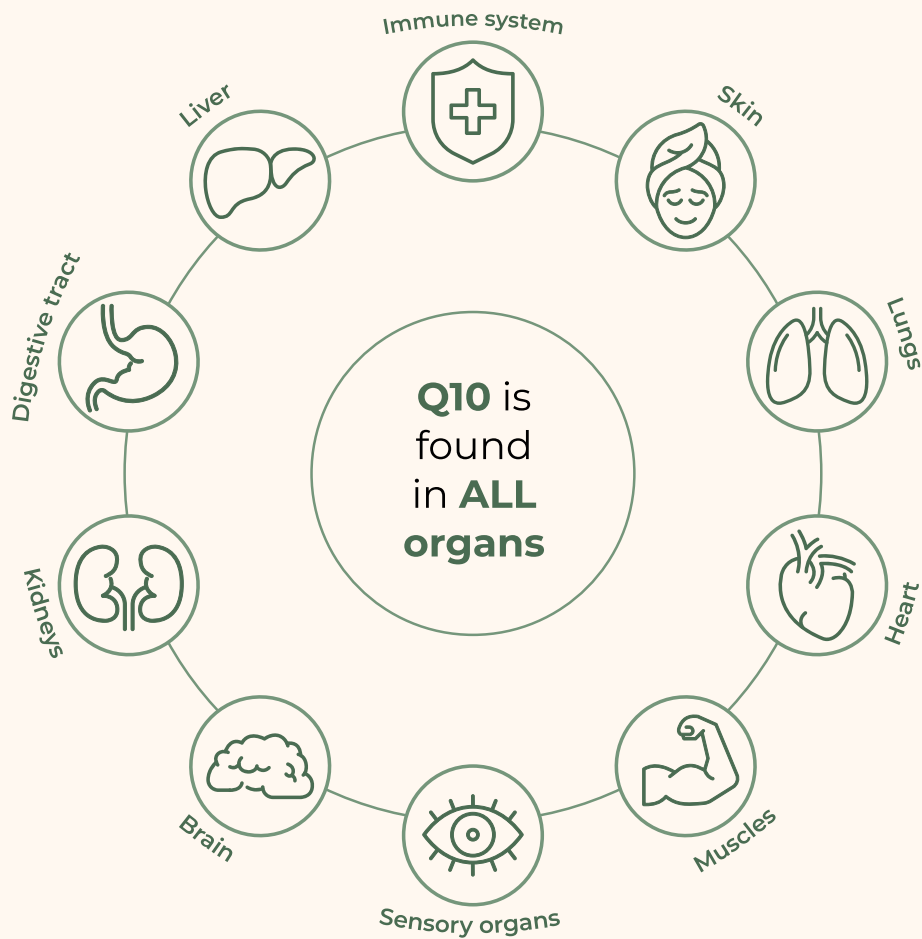 Immune system
Skin
Lungs
Heart
Muscles
Sensory organs
Brain
Kidneys
Digestive tract
Liver
Q10 is
found
in ALL
organs